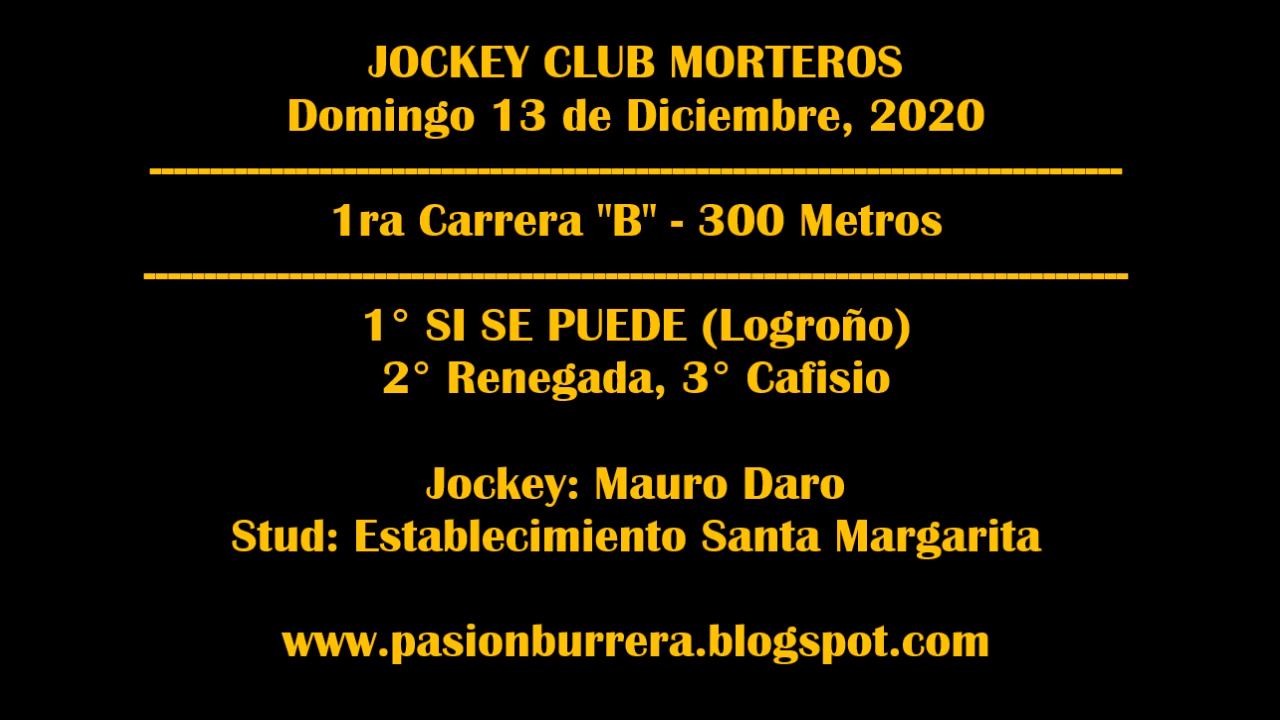 JOCKEY CLUB MORTEROS
Domingo 13 de Diciembre, 2020
--------------------------------------------------------------------------------
1ra Carrera "B" - 300 Metros
---------------------------------------------------------------------------------
1° SI SE PUEDE (Logroño)
2° Renegada, 3° Cafisio
Jockey: Mauro Daro
Stud: Establecimiento Santa Margarita
www.pasionburrera.blogspot.com